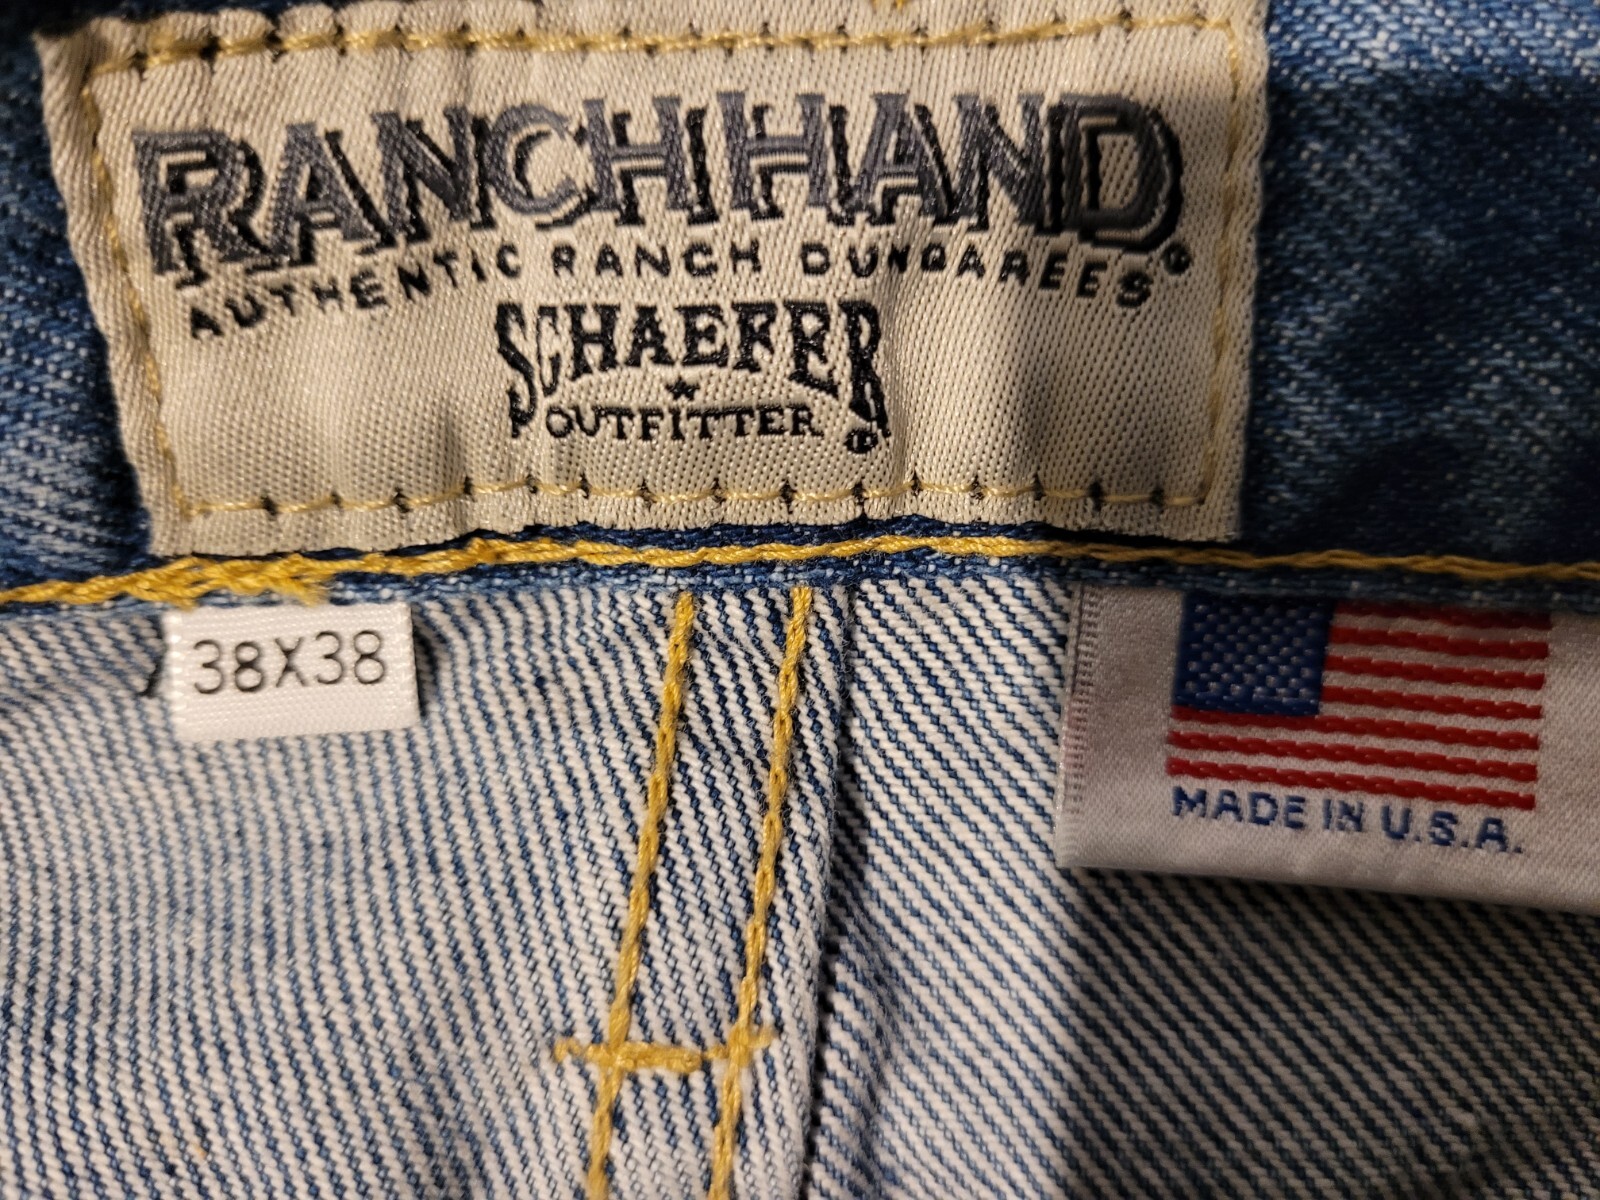 RANCHHAND®
AUTHENTIC RANCH DUNGAREES
SCHAEFER
OUTFITTER®
38X38
MADE IN U.S.A.